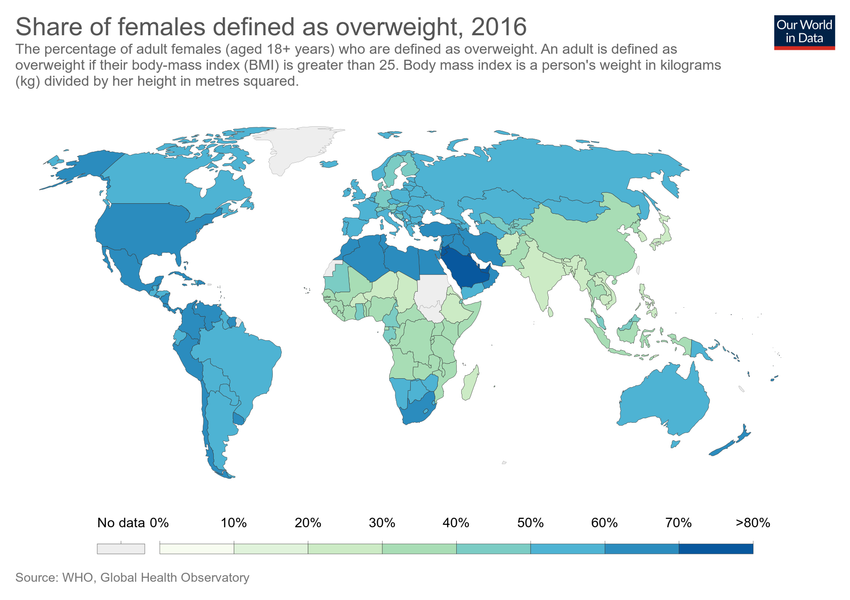 Share of females defined as overweight, 2016
Our World
in Data
The percentage of adult females (aged 18+ years) who are defined as overweight. An adult is defined as
overweight if their body-mass index (BMI) is greater than 25. Body mass index is a person's weight in kilograms
(kg) divided by her height in metres squared.
No data 0% 10% 20% 30% 40% 50% 60% 70% >80%
Source: WHO, Global Health Observatory